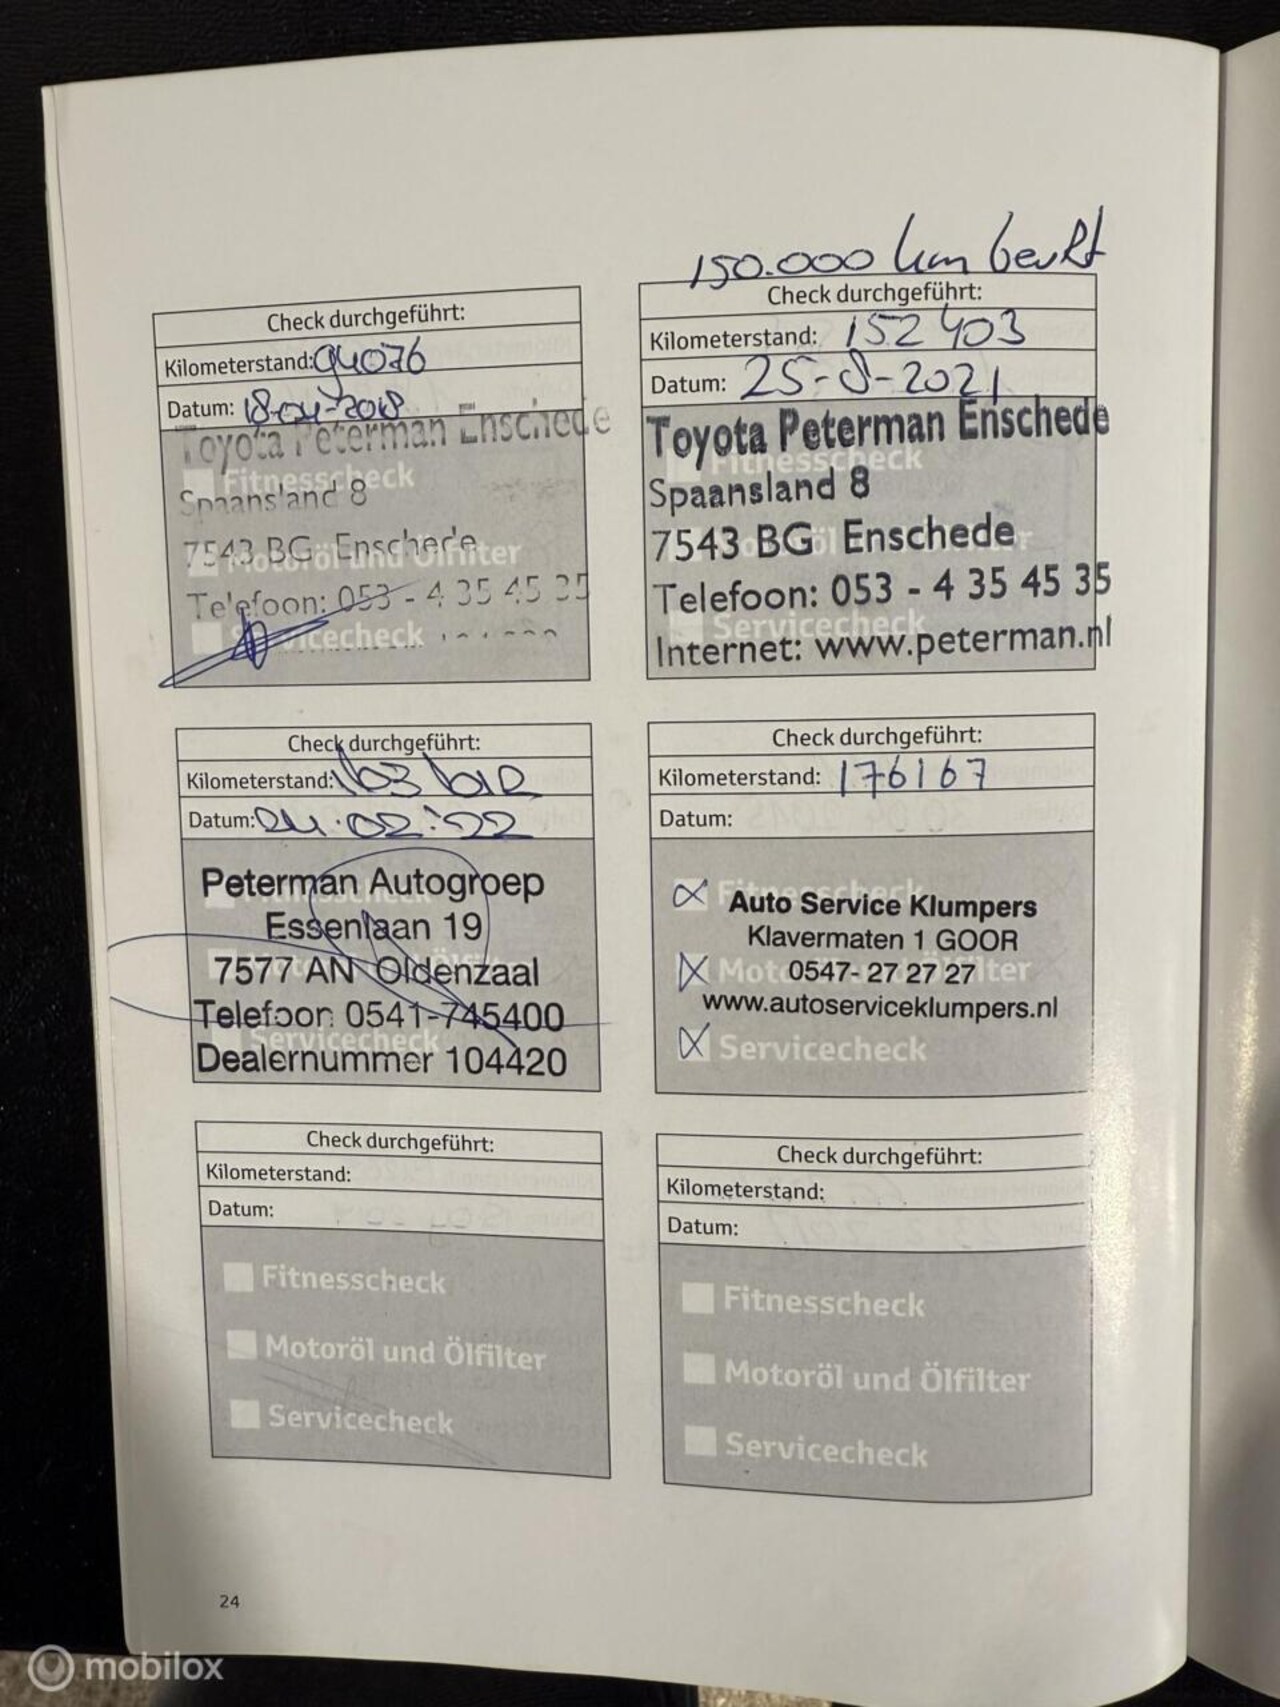 150.000 km beurt
Check durchgeführt:
Kilometerstand: 94076
Datum: 18-04-2018
Toyota Peterman Enschede
Fitnesscheck
Spaansland 8
7543 BG Enschede
Motoröl und Ölfilter
Telefoon: 053 - 4 35 45 35
Servicecheck
Check durchgeführt:
Kilometerstand: 152403
Datum: 25-8-2021
Toyota Peterman Enschede
Fitnesscheck
Spaansland 8
7543 BG Enschede
Telefoon: 053 - 4 35 45 35
Servicecheck
Internet: www.peterman.nl
Check durchgeführt:
Kilometerstand:
Datum: 24-02-22
Peterman Autogroep
Essenlaan 19
7577 AN Oldenzaal
Telefoon 0541-745400
Servicecheck
Dealernummer 104420
Check durchgeführt:
Kilometerstand: 176167
Datum:
Fitnesscheck
Auto Service Klumpers
Klavermaten 1 GOOR
Motoröl und Ölfilter
0547- 27 27 27
www.autoserviceklumpers.nl
Servicecheck
Check durchgeführt:
Kilometerstand:
Datum:
Fitnesscheck
Motoröl und Ölfilter
Servicecheck
Check durchgeführt:
Kilometerstand:
Datum:
Fitnesscheck
Motoröl und Ölfilter
Servicecheck
24
mobilox